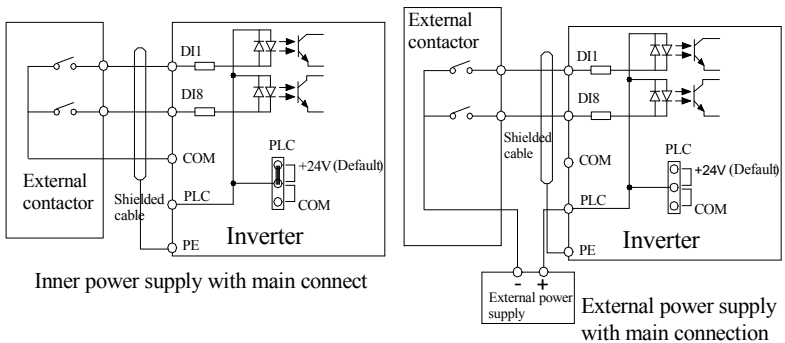 DI1
DI8
PLC
+24V (Default)
COM
External
contactor
Shielded
cable
COM
PLC
PE
Inverter
Inner power supply with main connect
External
contactor
DI1
DI8
Shielded
cable
PLC
+24V (Default)
COM
COM
PLC
PE
Inverter
- +
External power
supply
External power supply
with main connection